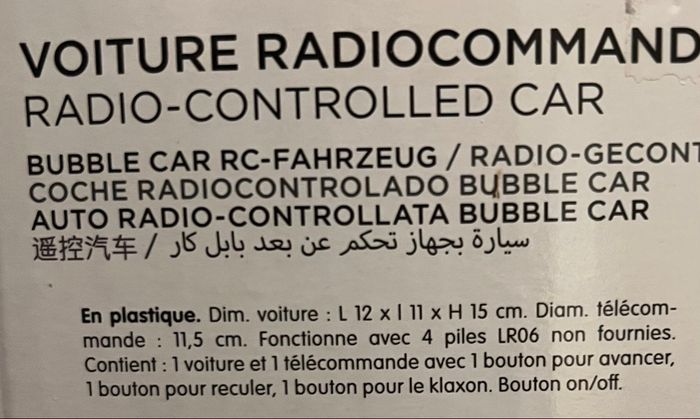 VOITURE RADIOCOMMAND
RADIO-CONTROLLED CAR
BUBBLE CAR RC-FAHRZEUG / RADIO-GECONT
COCHE RADIOCONTROLADO BUBBLE CAR
AUTO RADIO-CONTROLLATA BUBBLE CAR
遥控汽车 / سيارة بجهاز تحكم عن بعد بابل كار
En plastique. Dim. voiture : L 12 x l 11 x H 15 cm. Diam. télécom-
mande : 11,5 cm. Fonctionne avec 4 piles LR06 non fournies.
Contient : 1 voiture et 1 télécommande avec 1 bouton pour avancer,
1 bouton pour reculer, 1 bouton pour le klaxon. Bouton on/off.